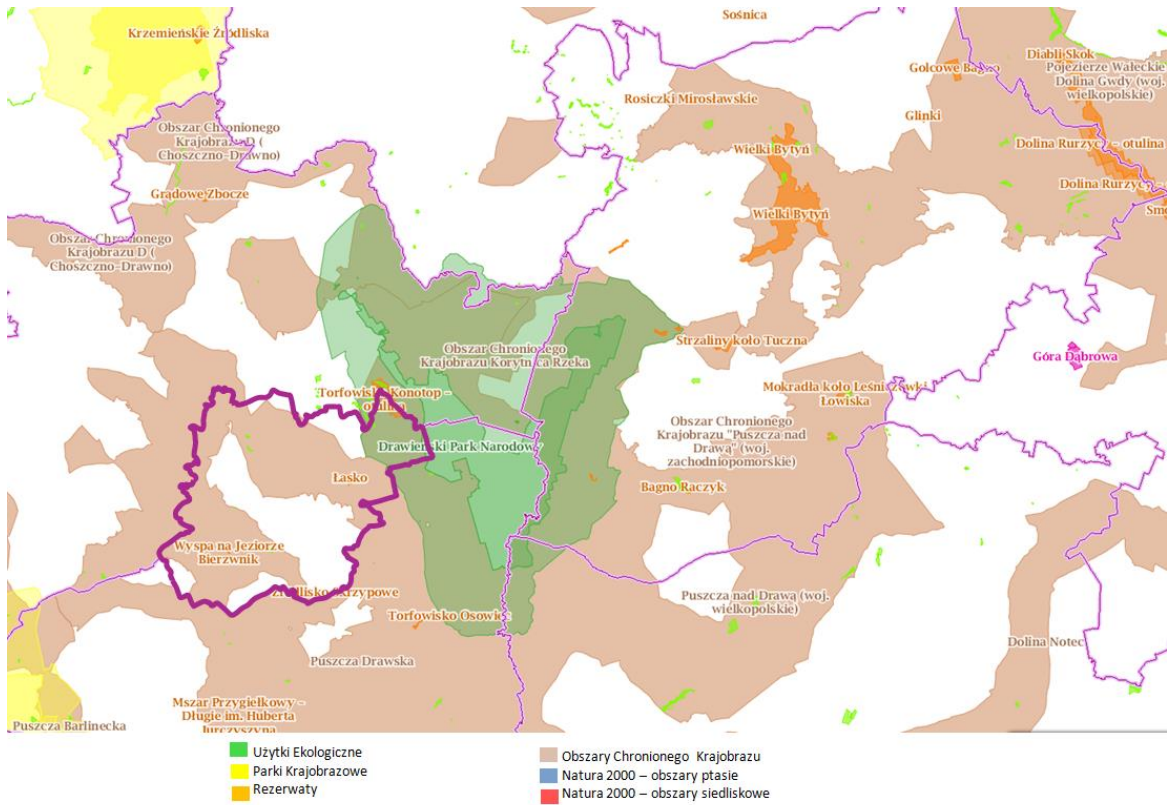 Sośnica
Krzemieńskie Źródliska
Diabli Skok
Golcowe Bagno
Pojezierze Wałeckie
Dolina Gwdy (woj.
wielkopolskie)
Rosiczki Mirosławskie
Glinki
Obszar Chronionego
Krajobrazu D (
Choszczno-Drawno)
Wielki Bytyń
Dolina Rurzycy - otulina
Grądowe Zbocze
Dolina Rurzycy -
Wielki Bytyń
Obszar Chronionego
Krajobrazu D (
Choszczno-Drawno)
Strzaliny koło Tuczna
Obszar Chronionego
Krajobrazu Korytnica Rzeka
Góra Dąbrowa
Torfowisko Konotop -
otulina
Mokradła koło Leśniczówki
Łowiska
Obszar Chronionego
Krajobrazu "Puszcza nad
Drawą" (woj.
zachodniopomorskie)
Drawieński Park Narodowy
Łasko
Bagno Raczyk
Wyspa na Jeziorze
Bierzwnik
Źródlisko Skrzypowe
Puszcza nad Drawą (woj.
wielkopolskie)
Torfowisko Osowiec
Dolina Notec
Puszcza Drawska
Mszar Przygiełkowy -
Długie im. Huberta
Jurczyszyna
Puszcza Barlinecka
Użytki Ekologiczne
Parki Krajobrazowe
Rezerwaty
Obszary Chronionego Krajobrazu
Natura 2000 – obszary ptasie
Natura 2000 – obszary siedliskowe